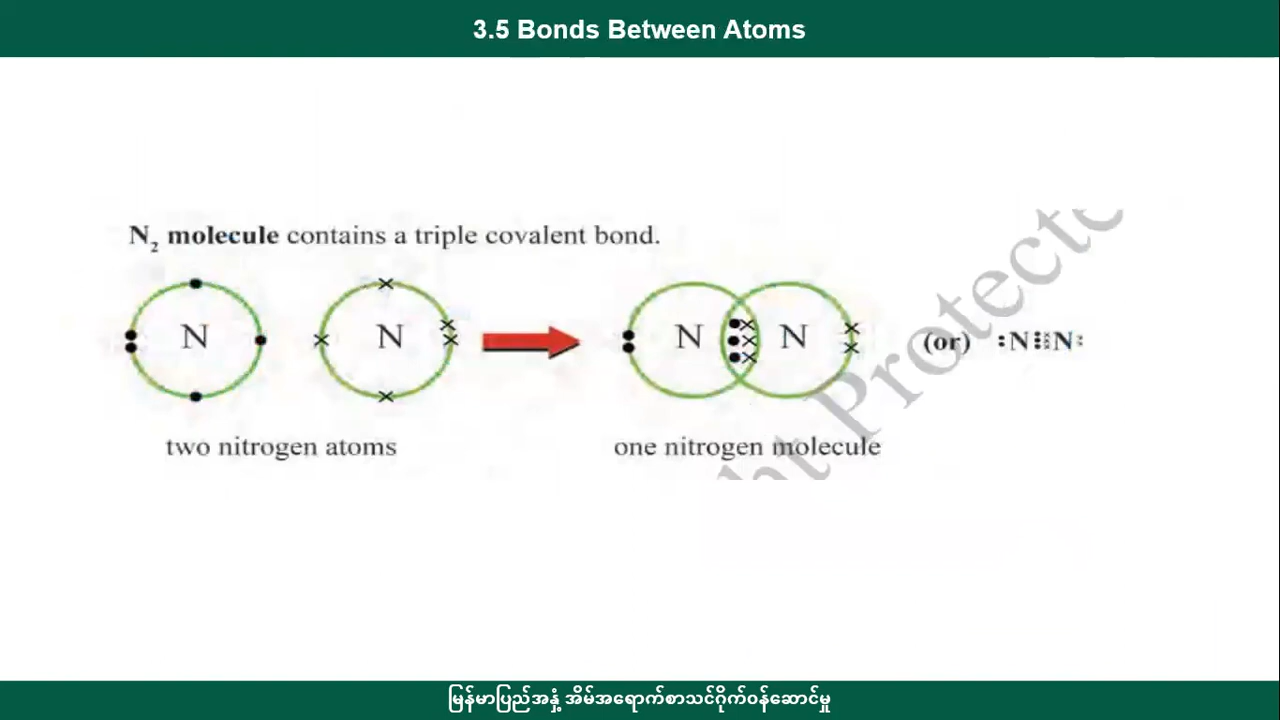 3.5 Bonds Between Atoms
N₂ molecule contains a triple covalent bond.
N N N N (or) :N⫶⫶N:
two nitrogen atoms one nitrogen molecule
ht Protecte
မြန်မာပြည်အနှံ့ အိမ်အရောက်စာသင်ဂိုက်ဝန်ဆောင်မှု